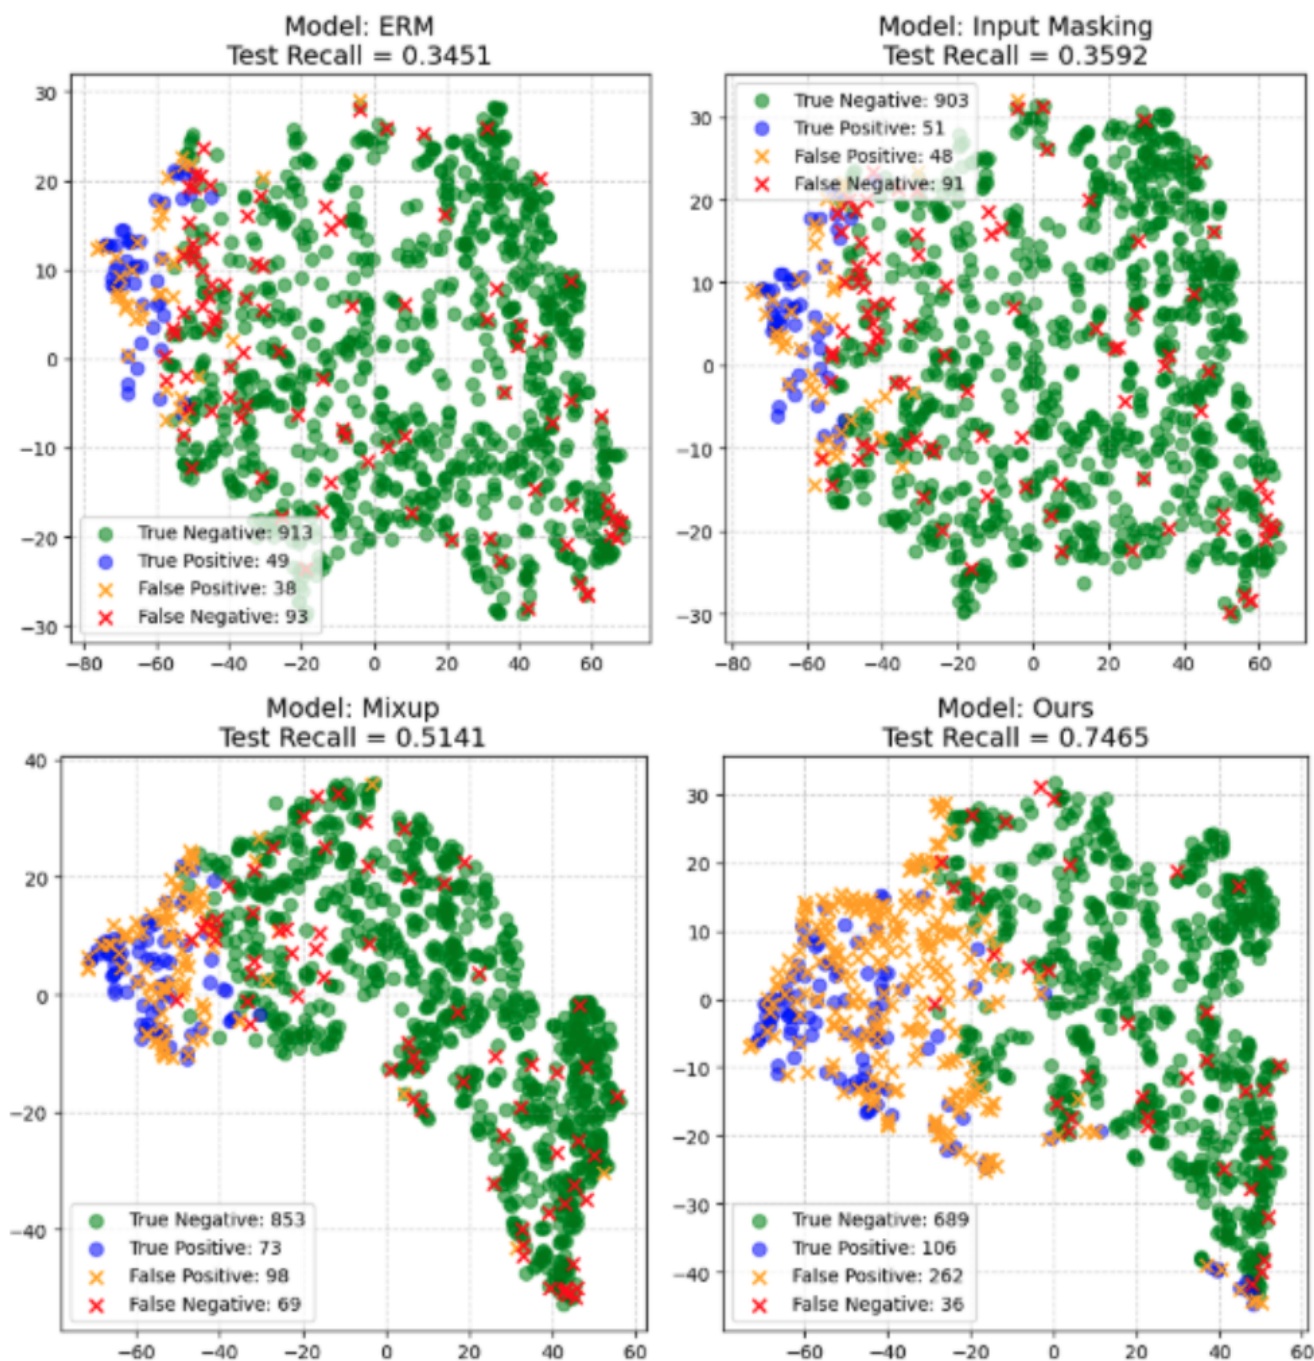 Model: ERM
Test Recall = 0.3451
30
20
10
0
−10
−20
−30
−80
−60
−40
−20
0
20
40
60
True Negative: 913
True Positive: 49
False Positive: 38
False Negative: 93
Model: Input Masking
Test Recall = 0.3592
30
20
10
0
−10
−20
−30
−80
−60
−40
−20
0
20
40
60
True Negative: 903
True Positive: 51
False Positive: 48
False Negative: 91
Model: Mixup
Test Recall = 0.5141
40
20
0
−20
−40
−60
−40
−20
0
20
40
60
True Negative: 853
True Positive: 73
False Positive: 98
False Negative: 69
Model: Ours
Test Recall = 0.7465
30
20
10
0
−10
−20
−30
−40
−60
−40
−20
0
20
40
60
True Negative: 689
True Positive: 106
False Positive: 262
False Negative: 36